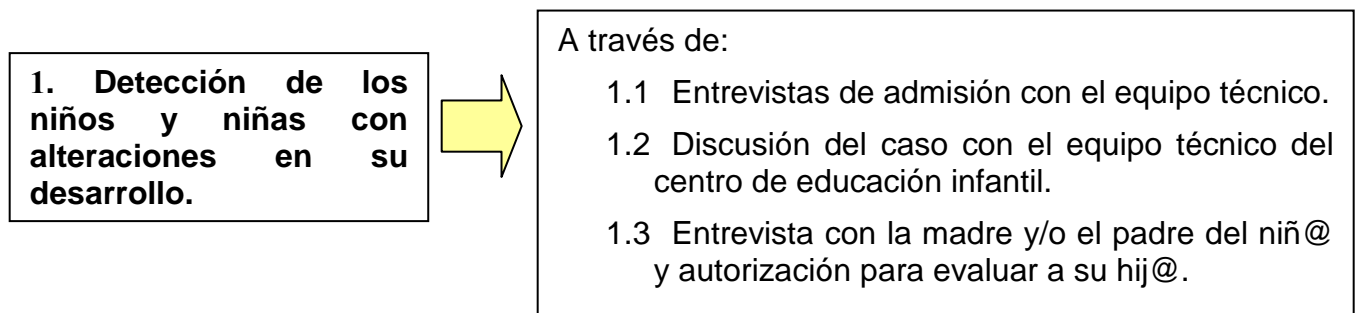 1. Detección de los
niños y niñas con
alteraciones en su
desarrollo.
A través de:
1.1 Entrevistas de admisión con el equipo técnico.
1.2 Discusión del caso con el equipo técnico del
centro de educación infantil.
1.3 Entrevista con la madre y/o el padre del niñ@
y autorización para evaluar a su hij@.